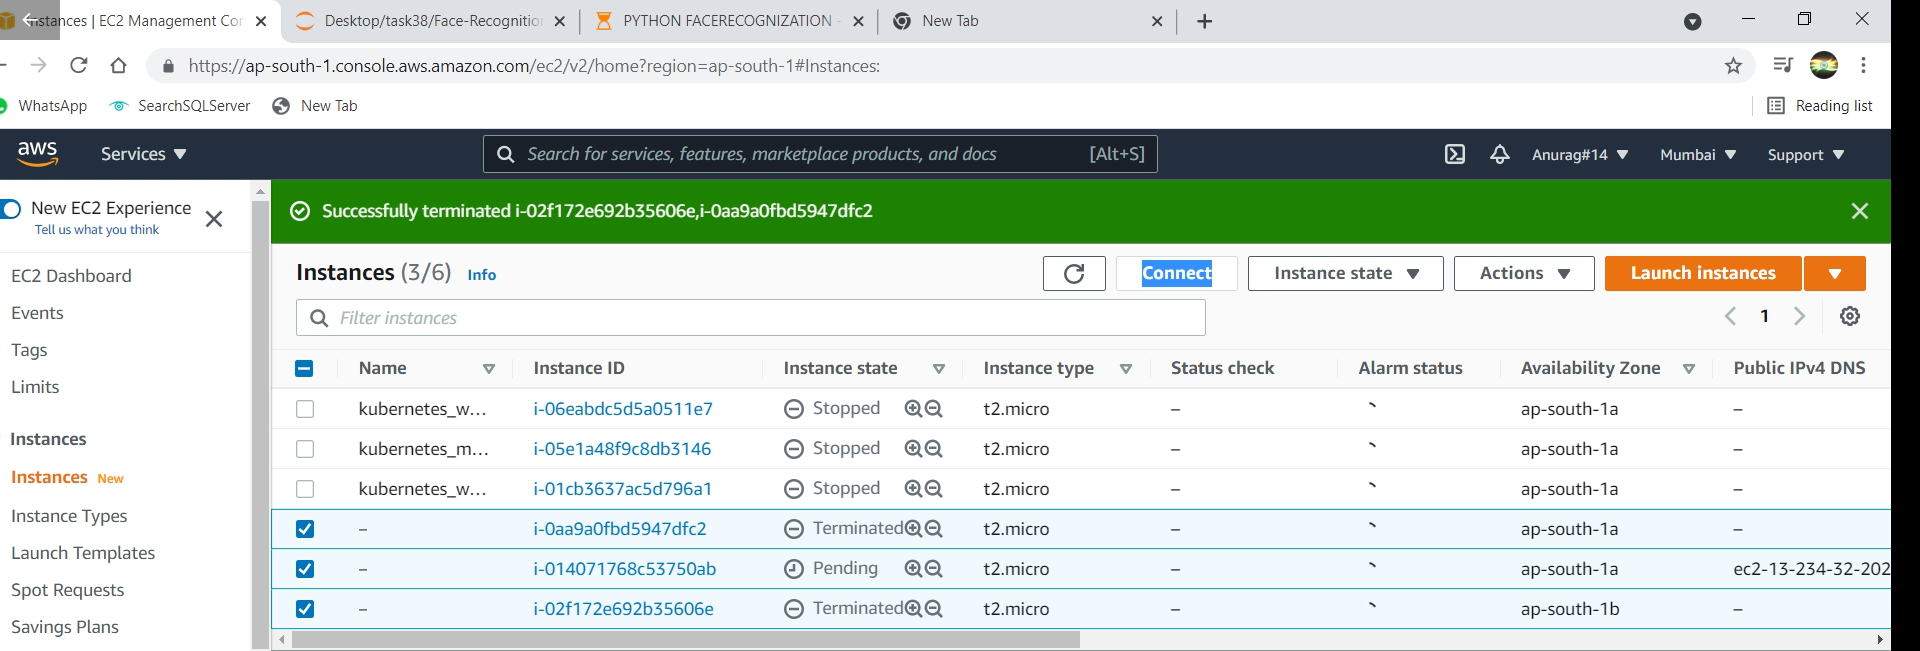 nstances | EC2 Management Con
Desktop/task38/Face-Recognition
PYTHON FACERECOGNIZATION -
New Tab
https://ap-south-1.console.aws.amazon.com/ec2/v2/home?region=ap-south-1#Instances:
WhatsApp
SearchSQLServer
New Tab
Reading list
aws
Services
Search for services, features, marketplace products, and docs
[Alt+S]
Anurag#14
Mumbai
Support
New EC2 Experience
Tell us what you think
Successfully terminated i-02f172e692b35606e,i-0aa9a0fbd5947dfc2
EC2 Dashboard
Events
Tags
Limits
Instances
Instances New
Instance Types
Launch Templates
Spot Requests
Savings Plans
Instances (3/6) Info
Connect
Instance state
Actions
Launch instances
Filter instances
1
Name Instance ID Instance state Instance type Status check Alarm status Availability Zone Public IPv4 DNS
kubernetes_w... i-06eabdc5d5a0511e7 Stopped t2.micro – ap-south-1a –
kubernetes_m... i-05e1a48f9c8db3146 Stopped t2.micro – ap-south-1a –
kubernetes_w... i-01cb3637ac5d796a1 Stopped t2.micro – ap-south-1a –
– i-0aa9a0fbd5947dfc2 Terminated t2.micro – ap-south-1a –
– i-014071768c53750ab Pending t2.micro – ap-south-1a ec2-13-234-32-202
– i-02f172e692b35606e Terminated t2.micro – ap-south-1b –